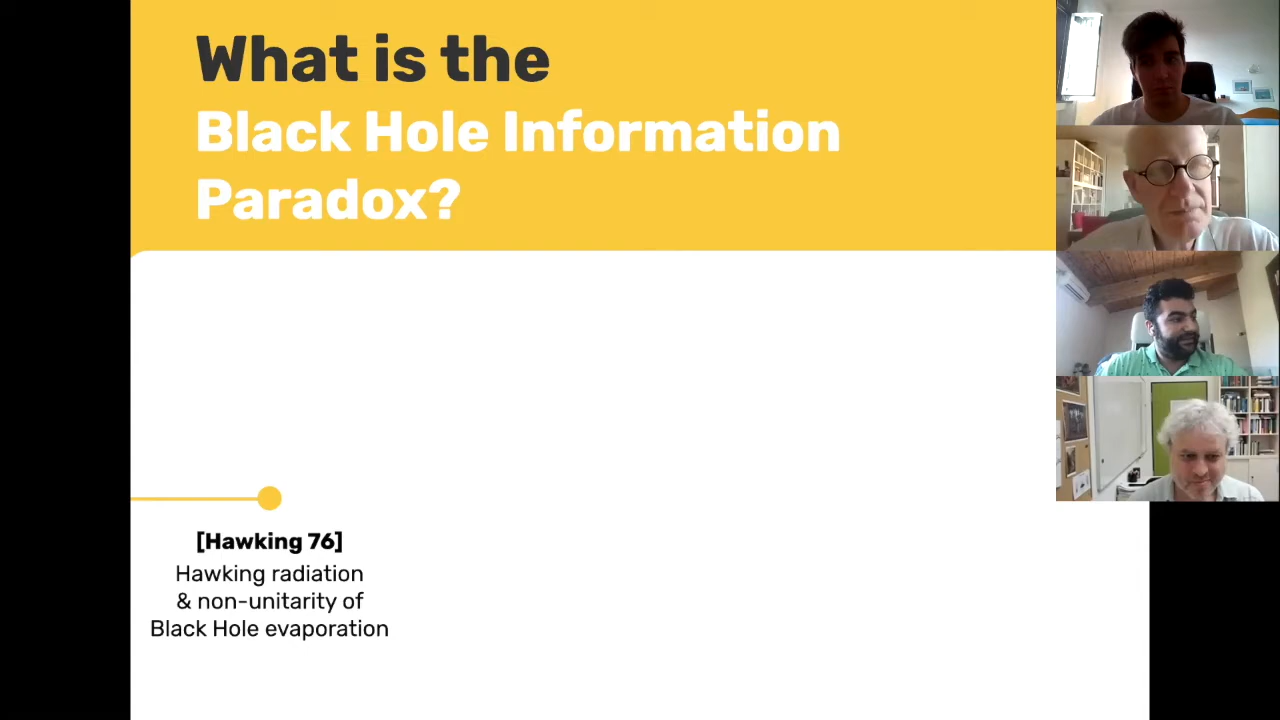 What is the
Black Hole Information
Paradox?
[Hawking 76]
Hawking radiation
& non-unitarity of
Black Hole evaporation